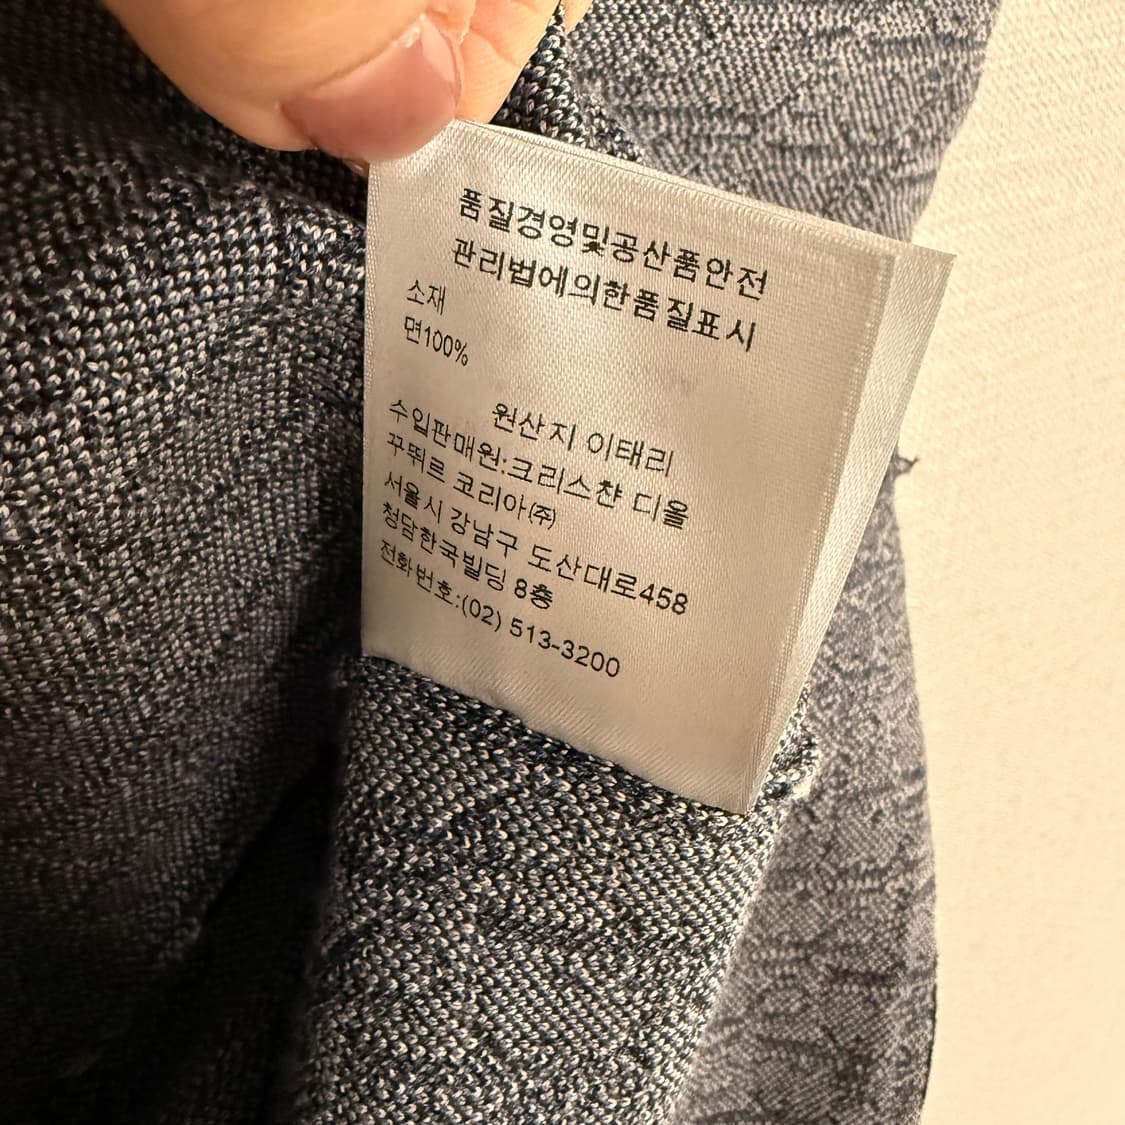 품질경영및공산품안전
관리법에의한품질표시
소재
면100%
원산지 이태리
수입판매원:크리스챤 디올
꾸뛰르 코리아(주)
서울시 강남구 도산대로458
청담한국빌딩 8층
전화번호:(02) 513-3200